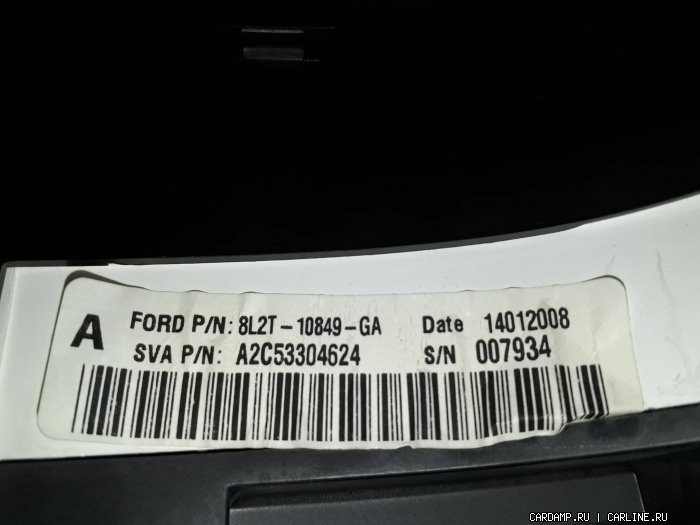 A
FORD P/N: 8L2T-10849-GA Date 14012008
SVA P/N: A2C53304624 S/N 007934
CARDAMP.RU | CARLINE.RU